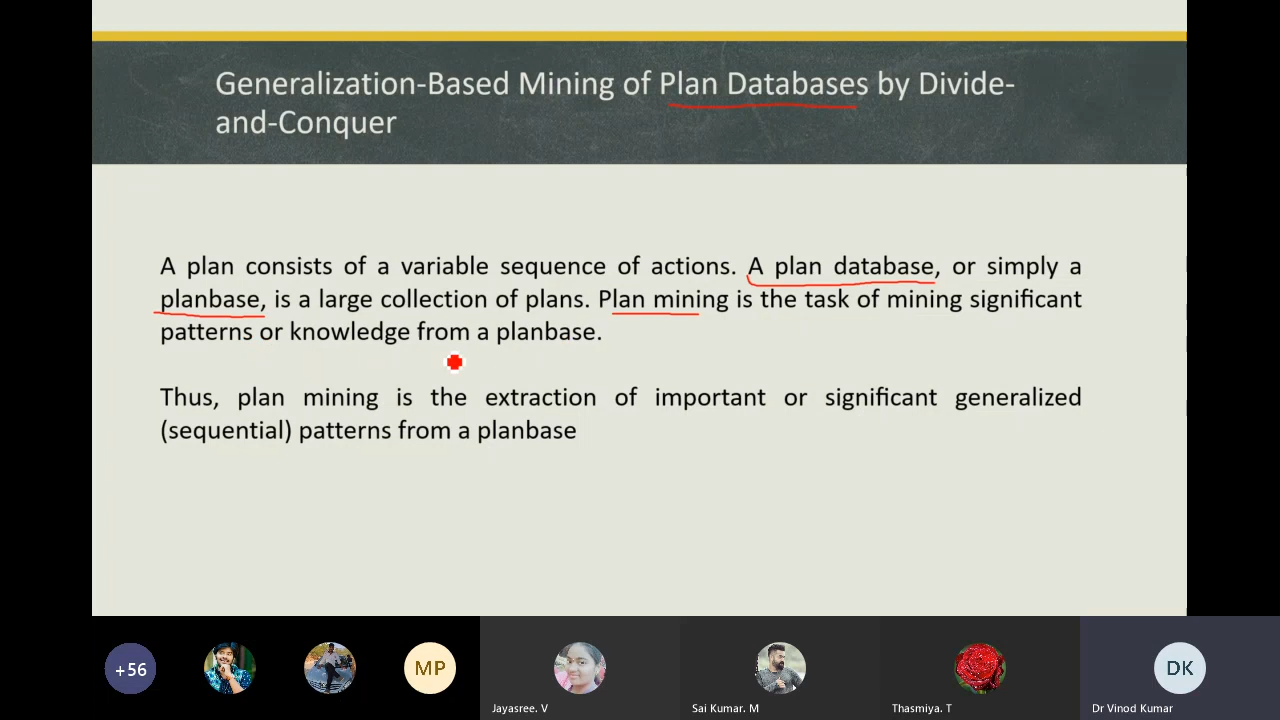 Generalization-Based Mining of Plan Databases by Divide-
and-Conquer
A plan consists of a variable sequence of actions. A plan database, or simply a
planbase, is a large collection of plans. Plan mining is the task of mining significant
patterns or knowledge from a planbase.
Thus, plan mining is the extraction of important or significant generalized
(sequential) patterns from a planbase
+56
MP
DK
Jayasree. V
Sai Kumar. M
Thasmiya. T
Dr Vinod Kumar